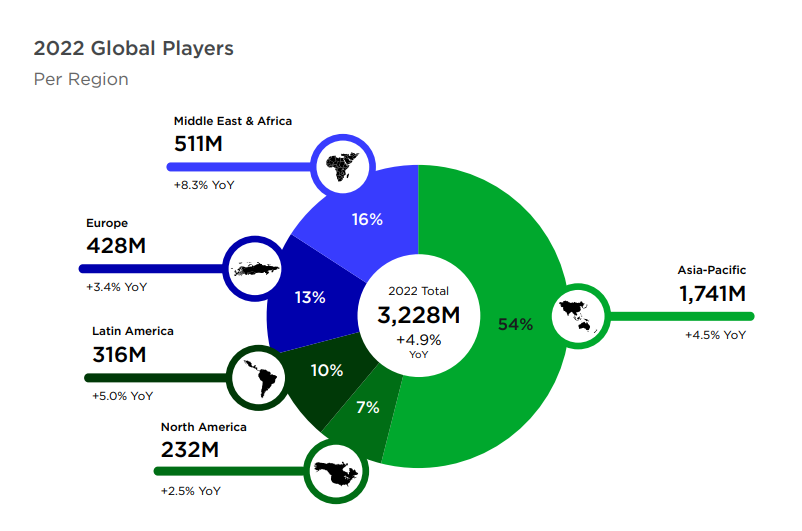 2022 Global Players
Per Region
Middle East & Africa
511M
+8.3% YoY
16%
Europe
428M
+3.4% YoY
13%
Latin America
316M
+5.0% YoY
10%
North America
232M
+2.5% YoY
7%
2022 Total
3,228M
+4.9%
YoY
54%
Asia-Pacific
1,741M
+4.5% YoY